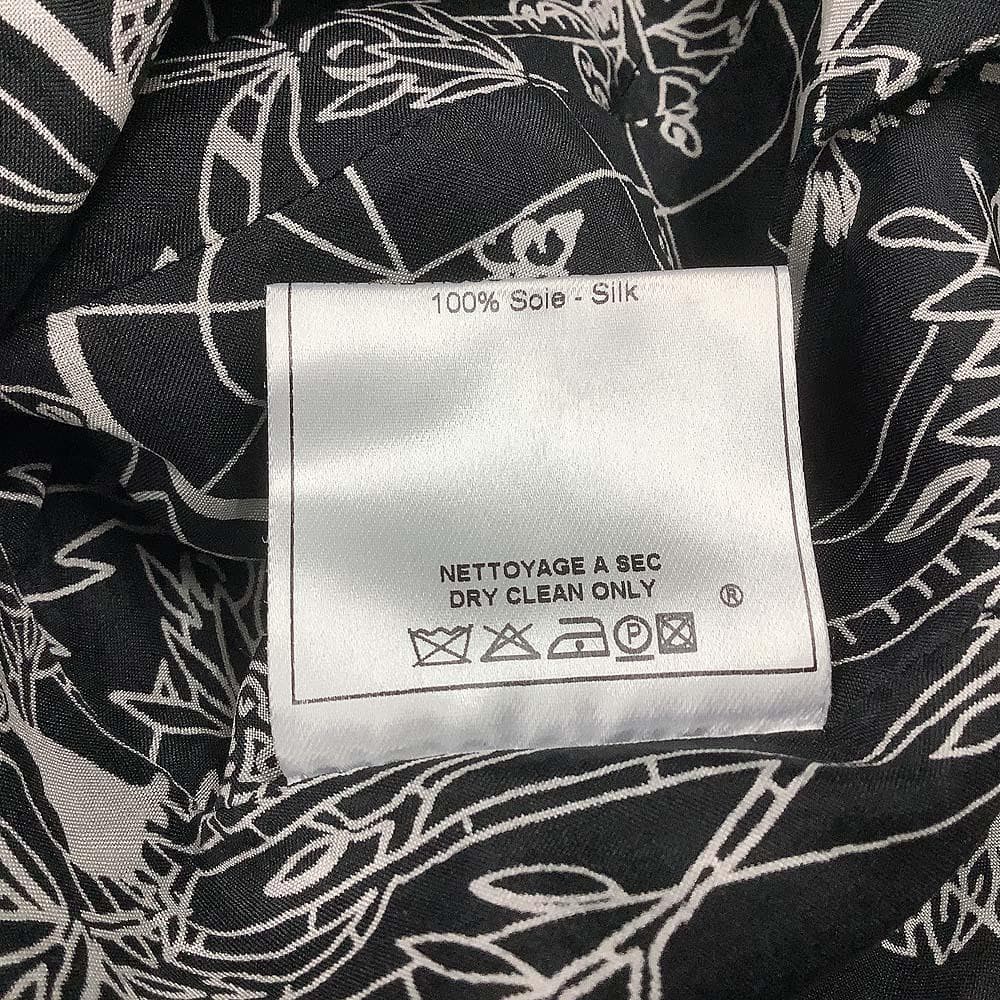 100% Soie - Silk
NETTOYAGE A SEC
DRY CLEAN ONLY
®
P